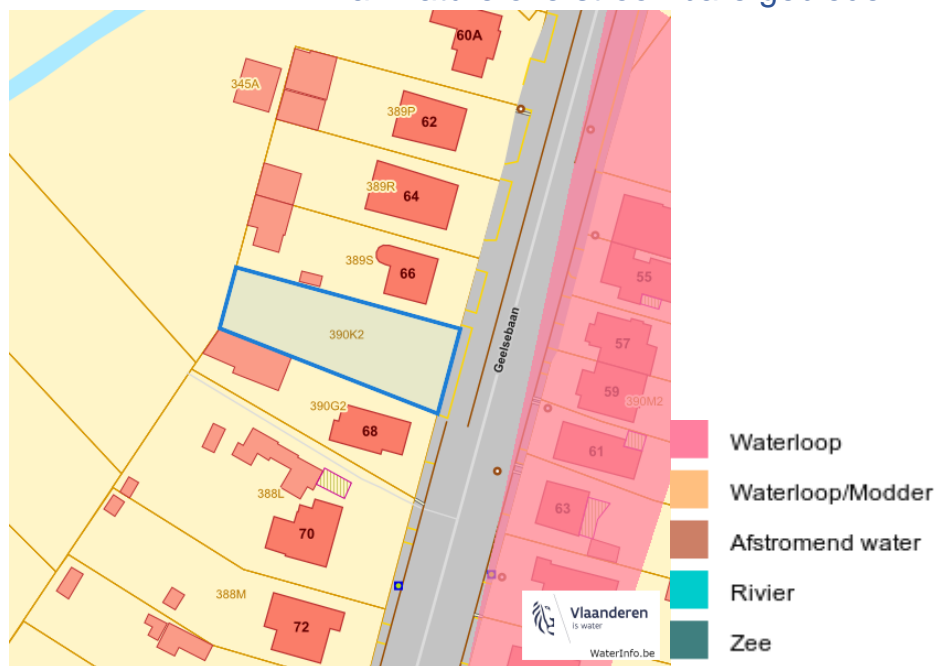 60A
345A
389P
62
389R
64
389S
66
55
390K2
Geelsebaan
57
59
390M2
390G2
68
61
388L
63
70
388M
72
Vlaanderen
is water
WaterInfo.be
Waterloop
Waterloop/Modder
Afstromend water
Rivier
Zee